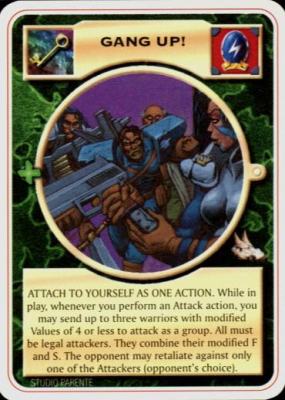 GANG UP!
ATTACH TO YOURSELF AS ONE ACTION. While in
play, whenever you perform an Attack action, you
may send up to three warriors with modified
Values of 4 or less to attack as a group. All must
be legal attackers. They combine their modified F
and S. The opponent may retaliate against only
one of the Attackers (opponent's choice).
STUDIO PARENTE